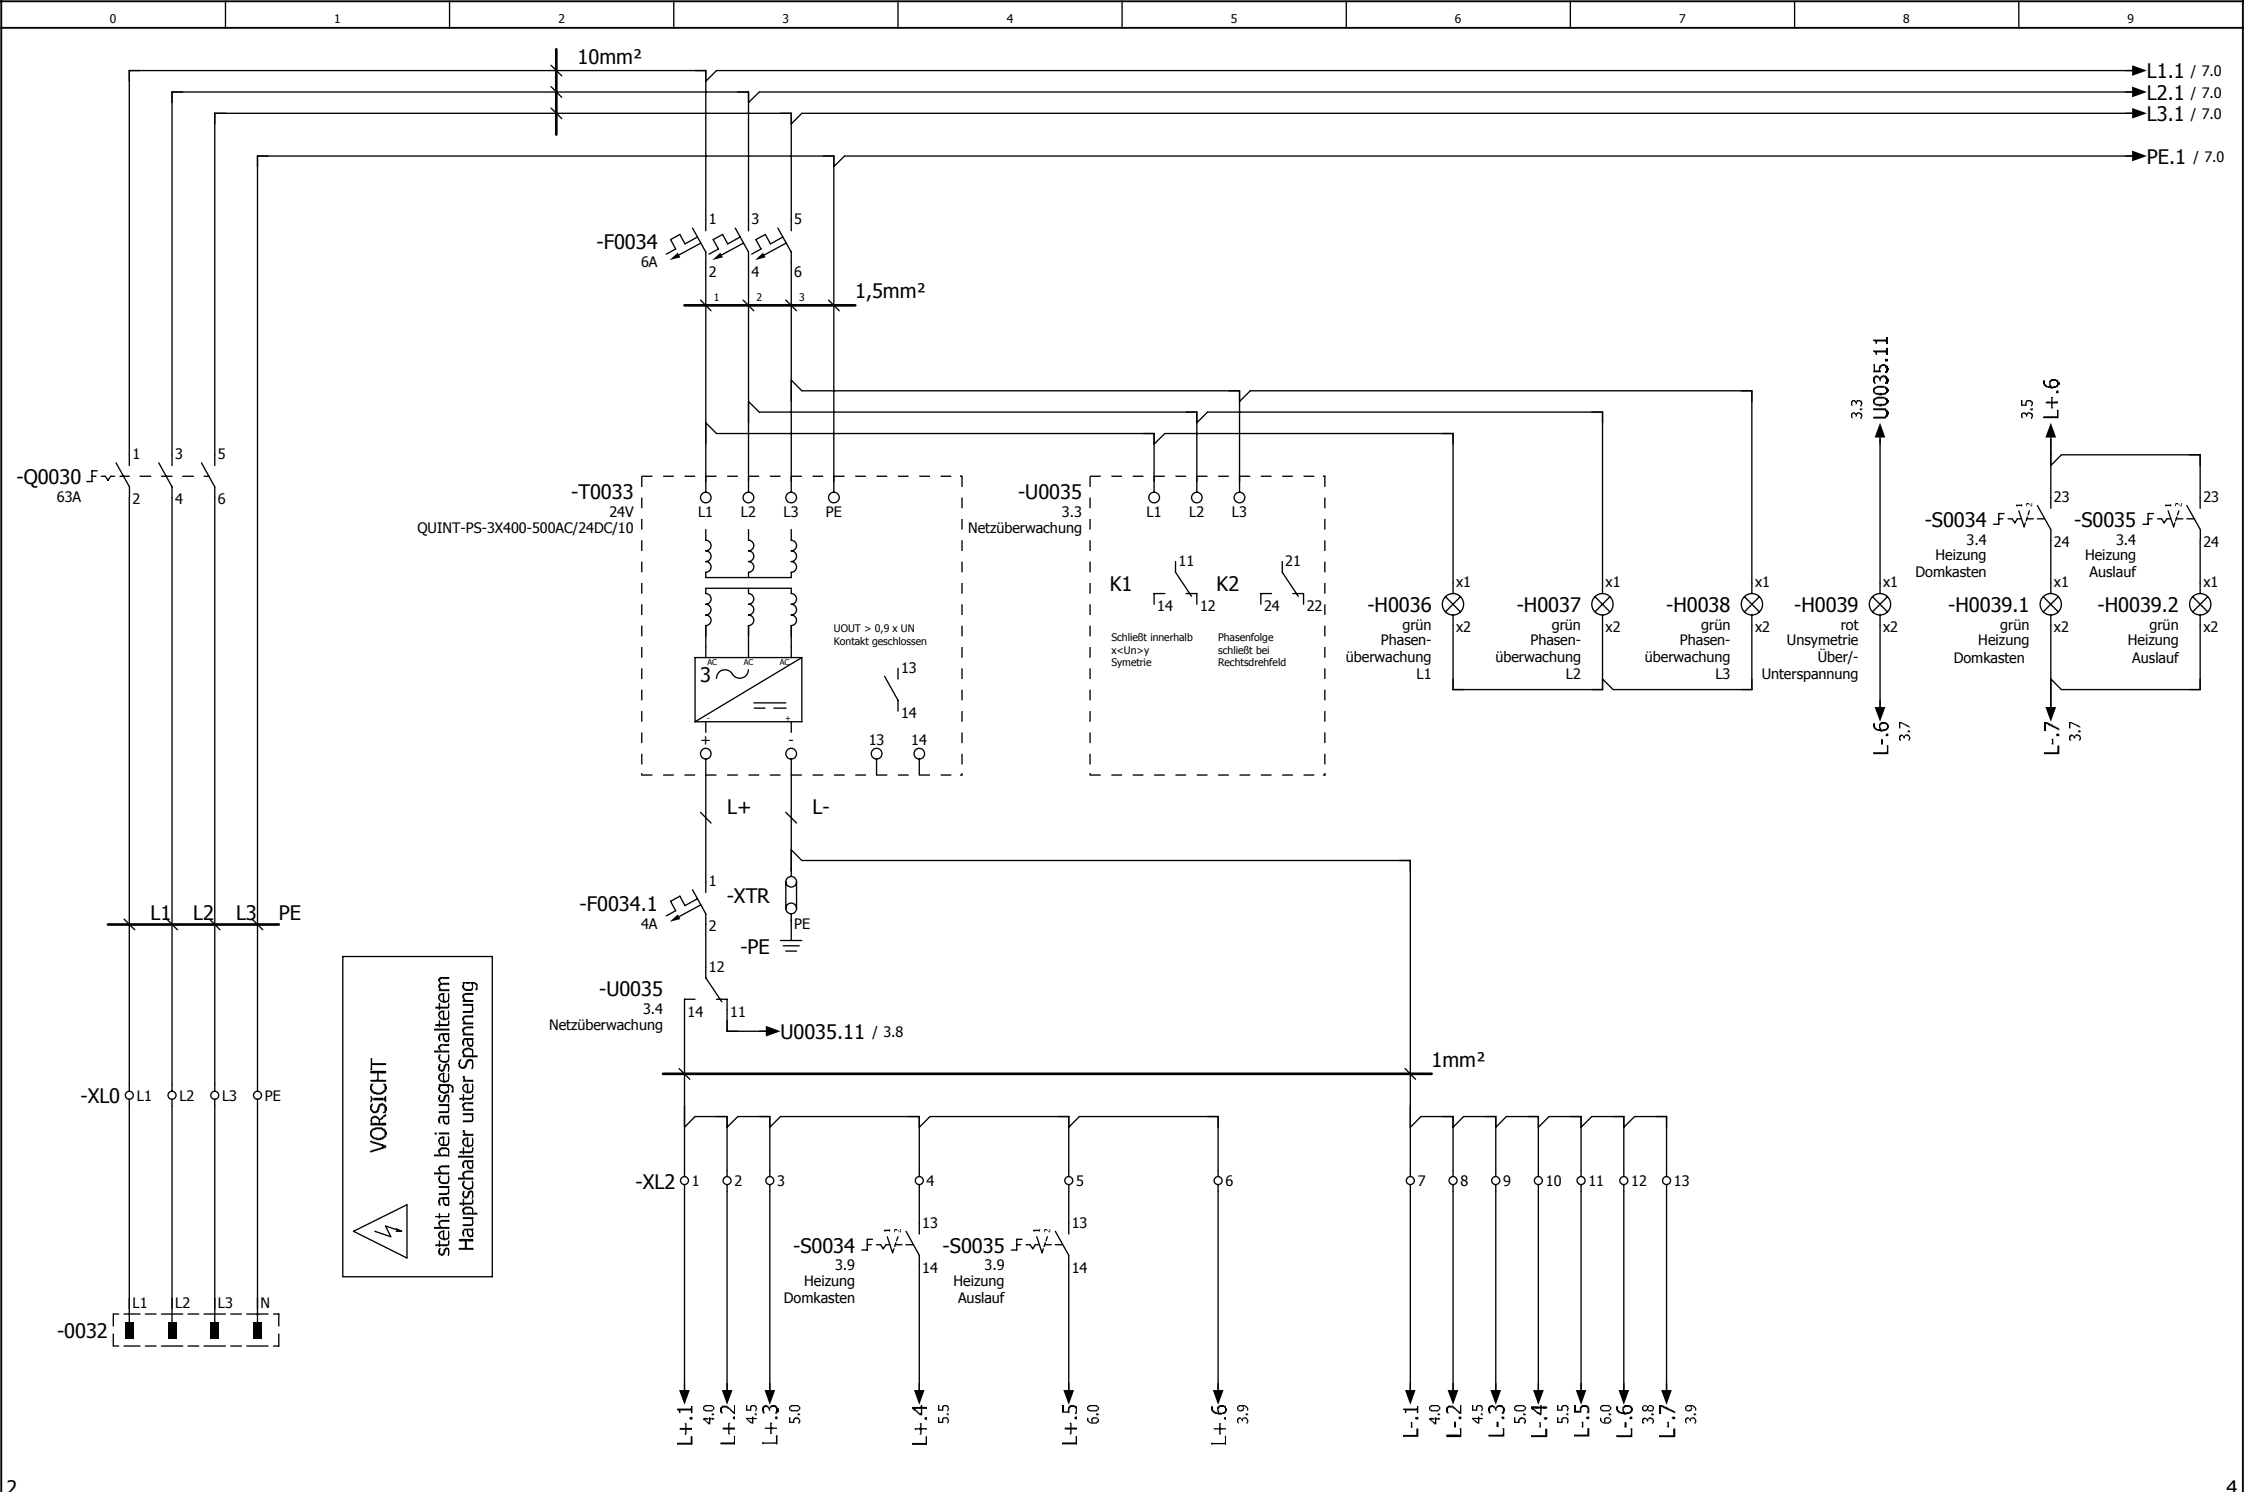 0 1 2 3 4 5 6 7 8 9
10mm²
L1.1 / 7.0
L2.1 / 7.0
L3.1 / 7.0
PE.1 / 7.0
1 3 5
-F0034
6A
2 4 6
1 2 3
1,5mm²
3.3
U0035.11
3.5
L+.6
1 3 5
-Q0030
63A
2 4 6
-T0033
24V
QUINT-PS-3X400-500AC/24DC/10
L1 L2 L3 PE
AC AC AC
3
- +
+ -
UOUT > 0,9 x UN
Kontakt geschlossen
13
14
13 14
-U0035
3.3
Netzüberwachung
L1 L2 L3
K1
11
14 12
K2
21
24 22
Schließt innerhalb
x<Un>y
Symetrie
Phasenfolge
schließt bei
Rechtsdrehfeld
-H0036
grün
Phasen-
überwachung
L1
x1
x2
-H0037
grün
Phasen-
überwachung
L2
x1
x2
-H0038
grün
Phasen-
überwachung
L3
x1
x2
-H0039
rot
Unsymetrie
Über/-
Unterspannung
x1
x2
L-.6
3.7
-S0034
3.4
Heizung
Domkasten
1 2
23
24
-S0035
3.4
Heizung
Auslauf
1 2
23
24
-H0039.1
grün
Heizung
Domkasten
x1
x2
-H0039.2
grün
Heizung
Auslauf
x1
x2
L-.7
3.7
L+ L-
-F0034.1
4A
1
2
-XTR
PE
-PE
-U0035
3.4
Netzüberwachung
12
14 11
U0035.11 / 3.8
1mm²
L1 L2 L3 PE
VORSICHT
steht auch bei ausgeschaltetem
Hauptschalter unter Spannung
-XL0 L1 L2 L3 PE
L1 L2 L3 N
-0032
-XL2 1 2 3 4 5 6 7 8 9 10 11 12 13
-S0034
3.9
Heizung
Domkasten
1 2
13
14
-S0035
3.9
Heizung
Auslauf
1 2
13
14
L+.1
4.0
L+.2
4.5
L+.3
5.0
L+.4
5.5
L+.5
6.0
L+.6
3.9
L-.1
4.0
L-.2
4.5
L-.3
5.0
L-.4
5.5
L-.5
6.0
L-.6
3.8
L-.7
3.9
2 4